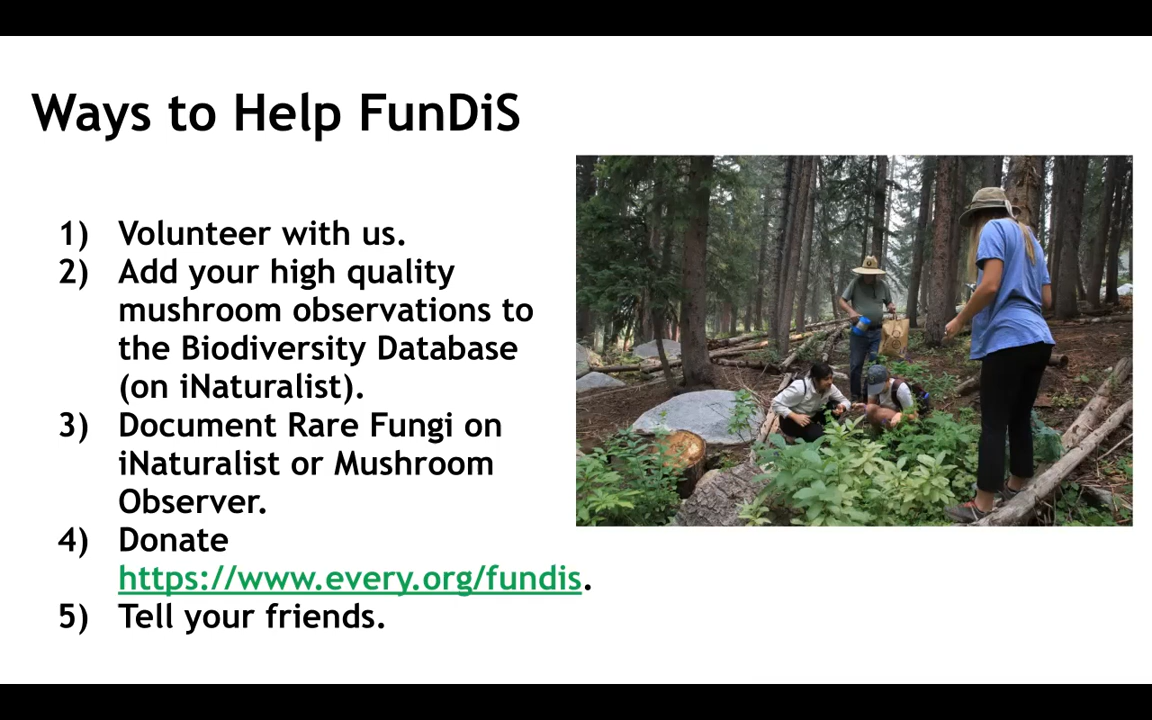 Ways to Help FunDiS
1) Volunteer with us.
2) Add your high quality
mushroom observations to
the Biodiversity Database
(on iNaturalist).
3) Document Rare Fungi on
iNaturalist or Mushroom
Observer.
4) Donate
https://www.every.org/fundis.
5) Tell your friends.